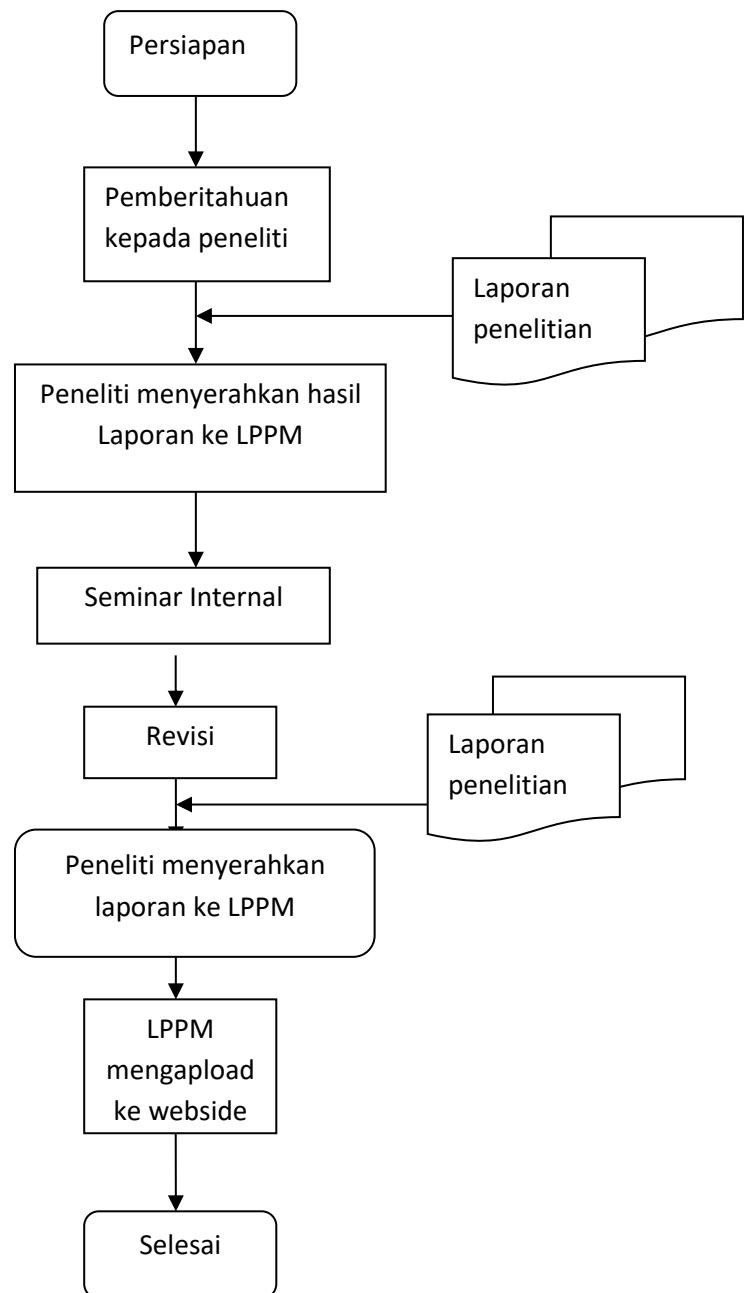 Persiapan
Pemberitahuan
kepada peneliti
Laporan
penelitian
Peneliti menyerahkan hasil
Laporan ke LPPM
Seminar Internal
Revisi
Laporan
penelitian
Peneliti menyerahkan
laporan ke LPPM
LPPM
mengapload
ke webside
Selesai